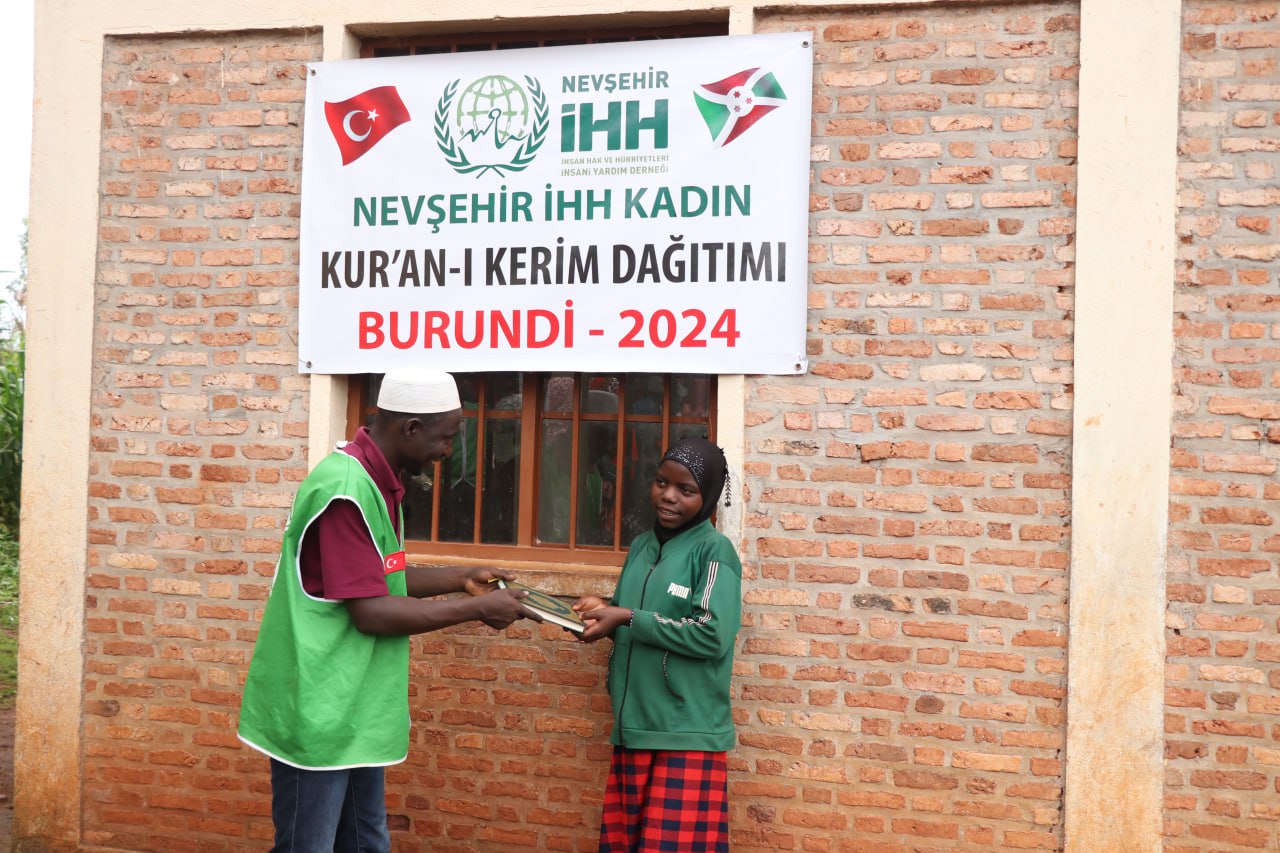 NEVŞEHİR
İHH
İNSAN HAK VE HÜRRİYETLERİ
İNSANİ YARDIM DERNEĞİ
NEVŞEHİR İHH KADIN
KUR'AN-I KERİM DAĞITIMI
BURUNDİ - 2024
PUMA